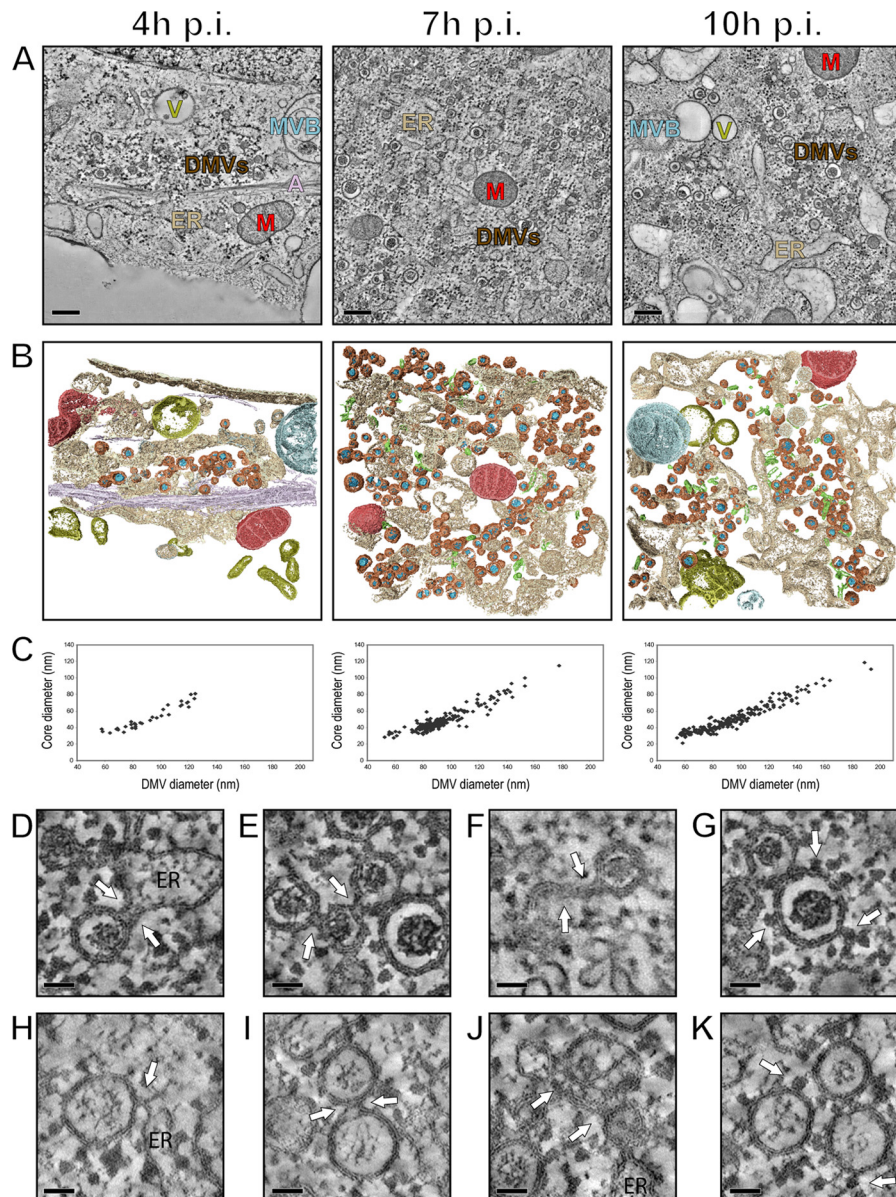 4h p.i. 7h p.i. 10h p.i.
A
V MVB DMVs A ER M
ER M DMVs
M MVB V DMVs ER
B
C
Core diameter (nm)
140
120
100
80
60
40
20
0
40 60 80 100 120 140 160 180 200
DMV diameter (nm)
Core diameter (nm)
140
120
100
80
60
40
20
0
40 60 80 100 120 140 160 180 200
DMV diameter (nm)
Core diameter (nm)
140
120
100
80
60
40
20
0
40 60 80 100 120 140 160 180 200
DMV diameter (nm)
D ER E F G
H ER I J ER K